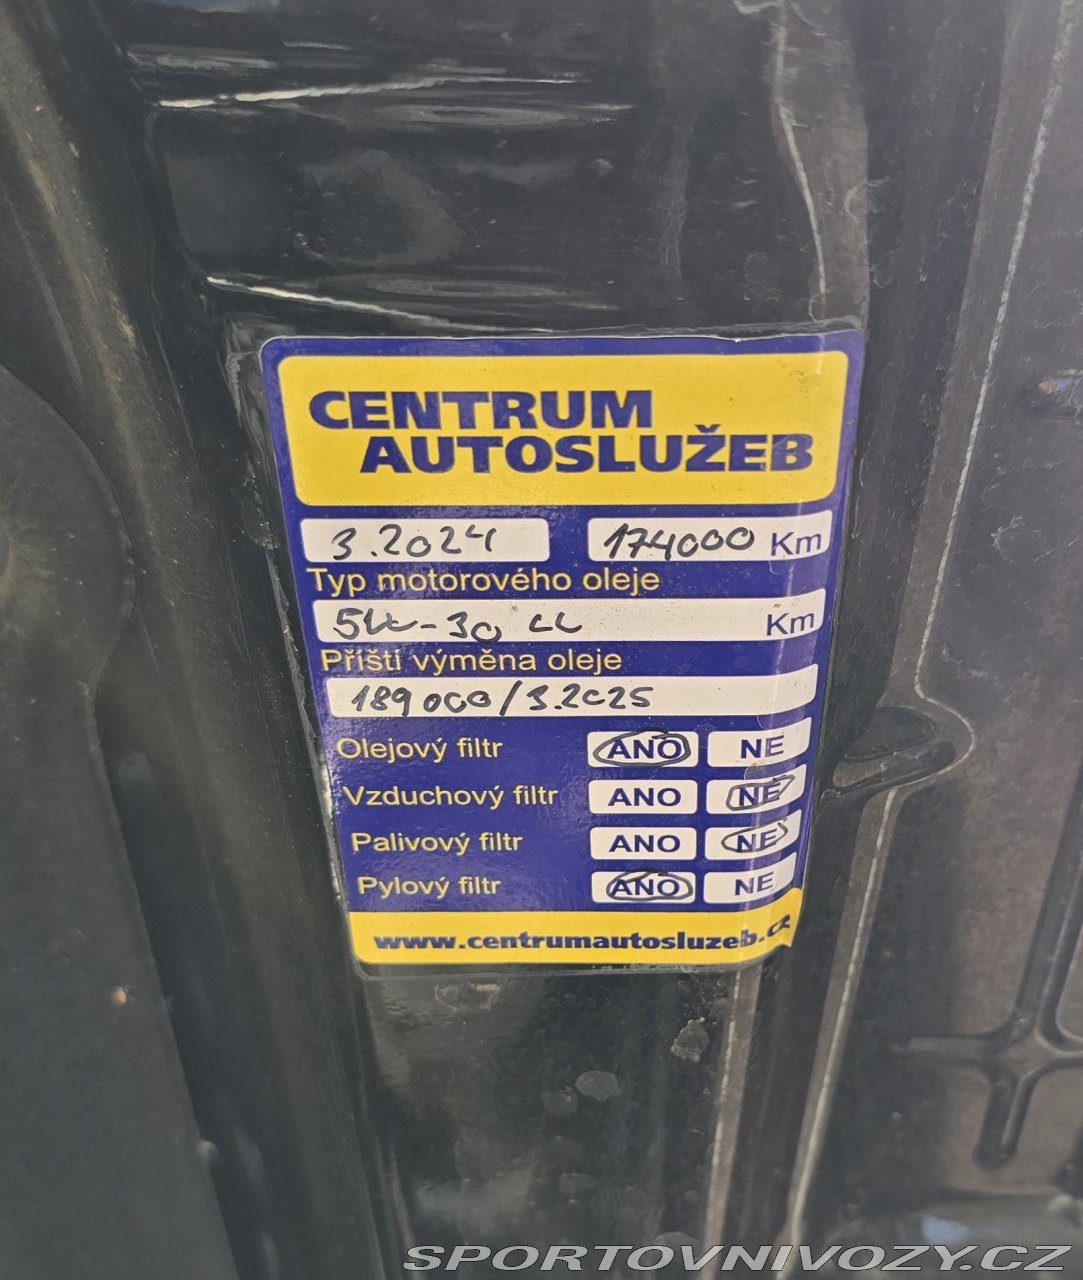 CENTRUM
AUTOSLUŽEB
3.2024 174000 Km
Typ motorového oleje
5W-30 LL Km
Příští výměna oleje
189000/3.2025
Olejový filtr ANO NE
Vzduchový filtr ANO NE
Palivový filtr ANO NE
Pylový filtr ANO NE
www.centrumautosluzeb.cz
SPORTOVNIVOZY.CZ